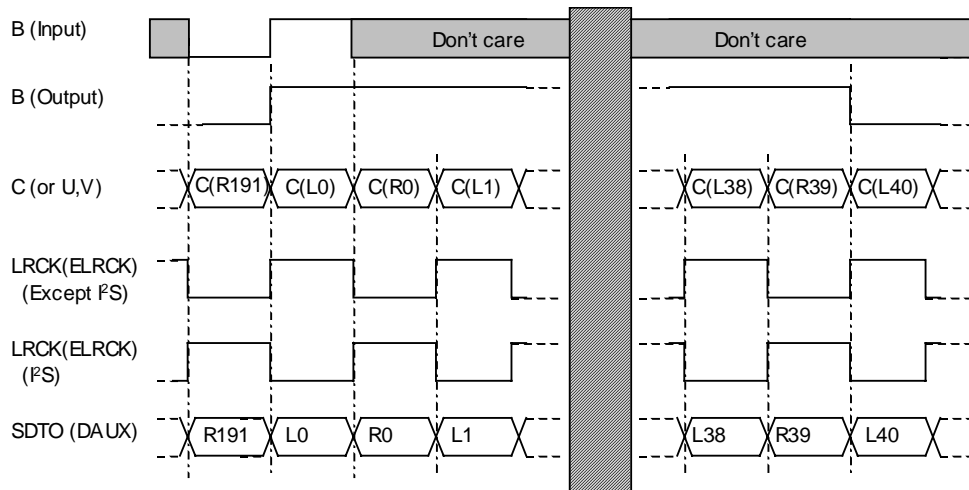 B (Input)
Don't care
Don't care
B (Output)
C (or U,V)
C(R191)
C(L0)
C(R0)
C(L1)
C(L38)
C(R39)
C(L40)
LRCK(ELRCK)
(Except I²S)
LRCK(ELRCK)
(I²S)
SDTO (DAUX)
R191
L0
R0
L1
L38
R39
L40